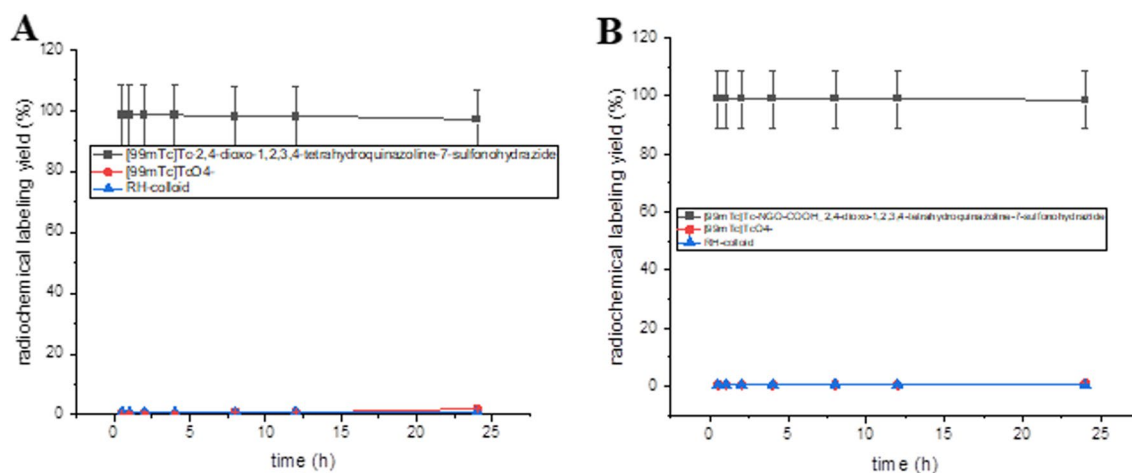 A
radiochemical labeling yield (%)
120
100
80
60
40
20
0
[99mTc]Tc-2,4-dioxo-1,2,3,4-tetrahydroquinazoline-7-sulfonohydrazide
[99mTc]TcO4-
RH-colloid
0 5 10 15 20 25
time (h)
B
radiochemical labeling yield (%)
120
100
80
60
40
20
0
[99mTc]Tc-NGO-COOH_2,4-dioxo-1,2,3,4-tetrahydroquinazoline-7-sulfonohydrazide
[99mTc]TcO4-
RH-colloid
0 5 10 15 20 25
time (h)